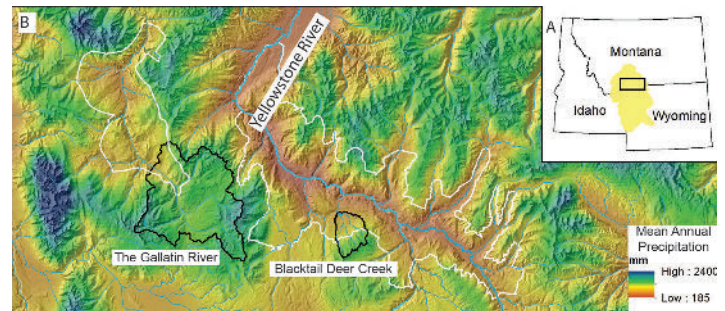 B
Yellowstone River
A
Montana
Idaho
Wyoming
The Gallatin River
Blacktail Deer Creek
Mean Annual
Precipitation
mm
High : 2400
Low : 185